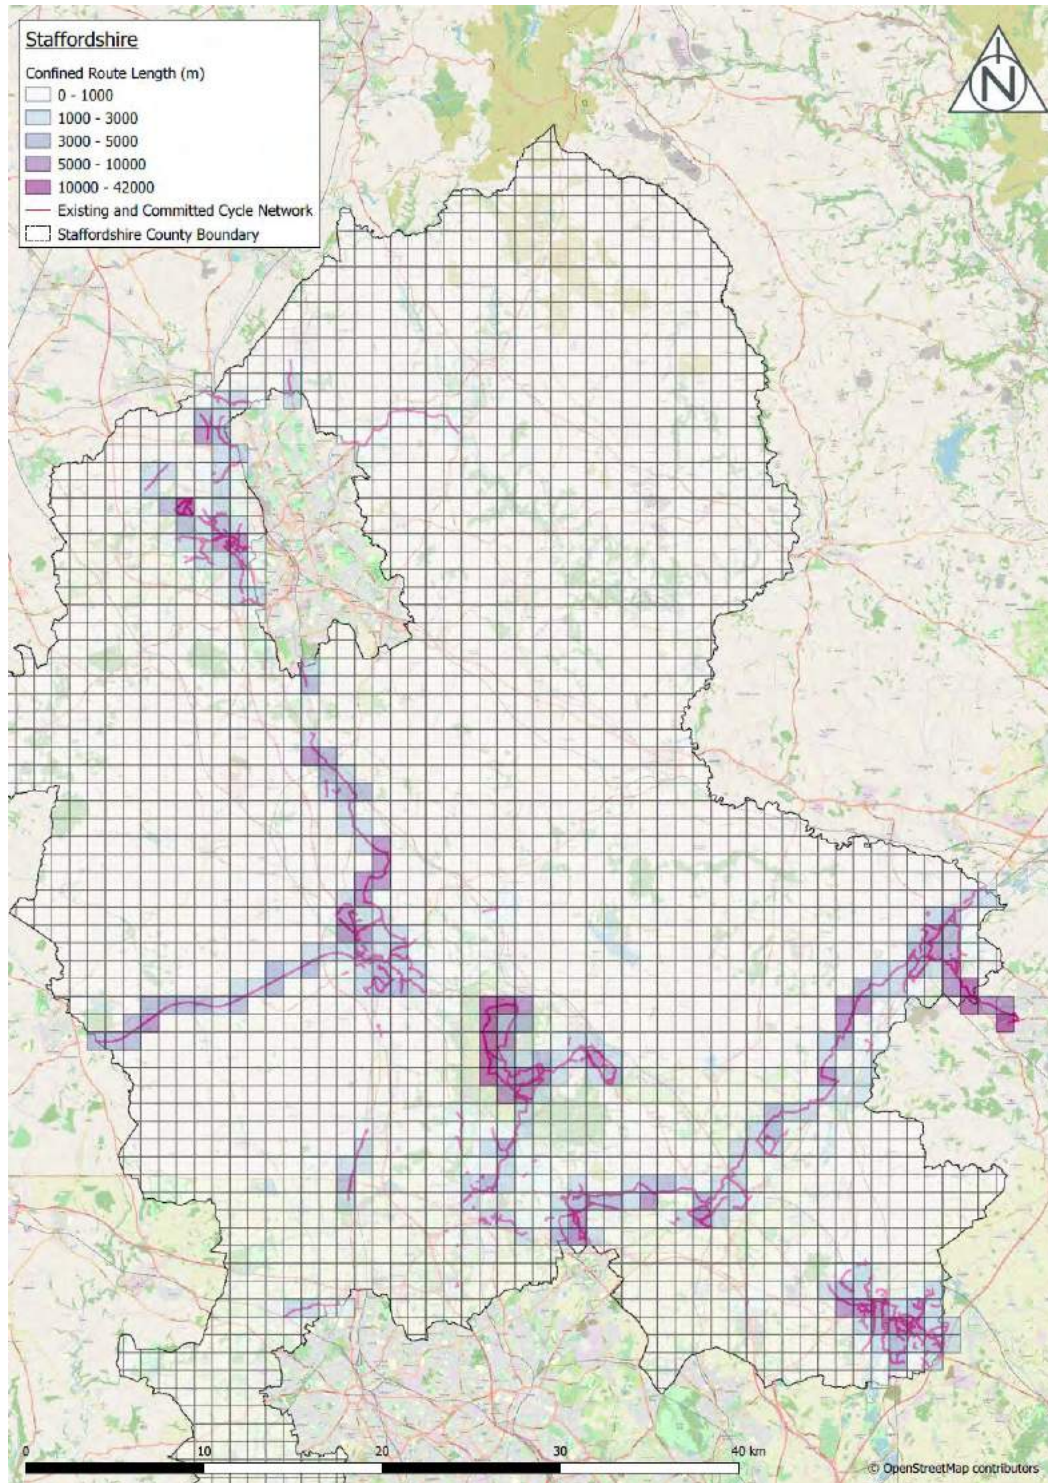 Staffordshire
Confined Route Length (m)
0 - 1000
1000 - 3000
3000 - 5000
5000 - 10000
10000 - 42000
Existing and Committed Cycle Network
Staffordshire County Boundary
N
0 10 20 30 40 km
© OpenStreetMap contributors